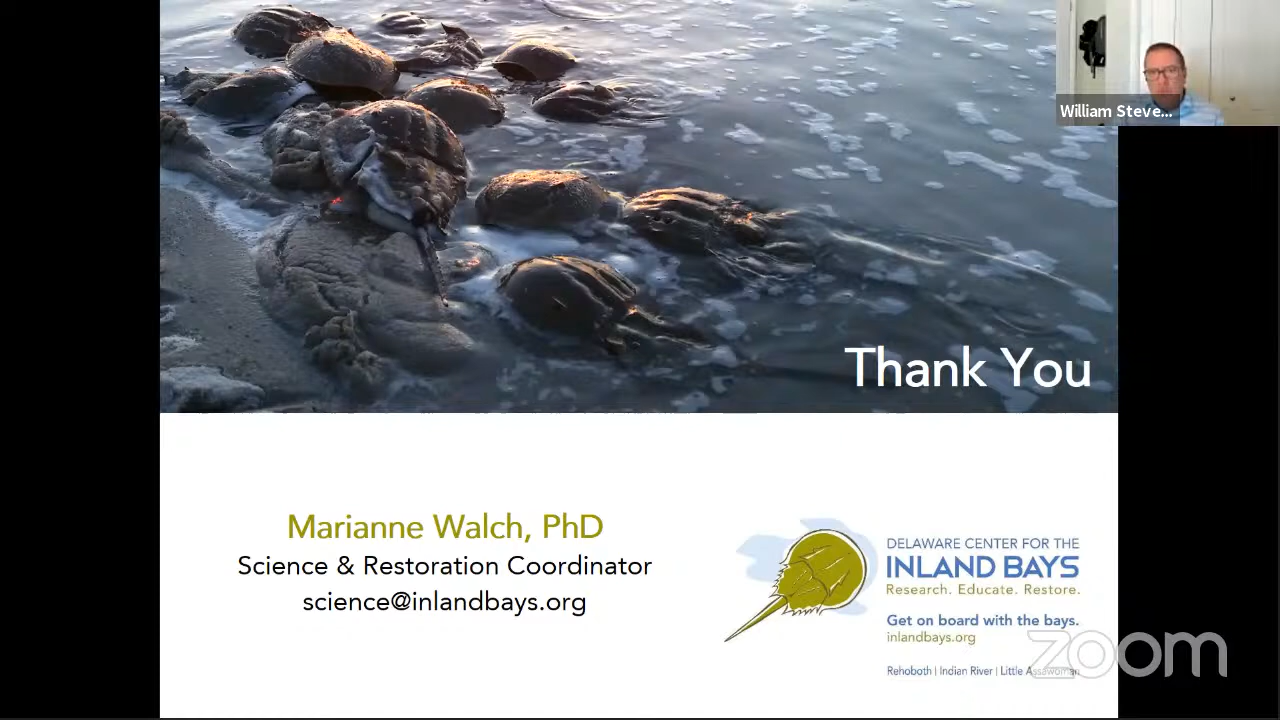 William Steve...
Thank You
Marianne Walch, PhD
Science & Restoration Coordinator
science@inlandbays.org
DELAWARE CENTER FOR THE
INLAND BAYS
Research. Educate. Restore.
Get on board with the bays.
inlandbays.org
Rehoboth | Indian River | Little Assawoman
zoom